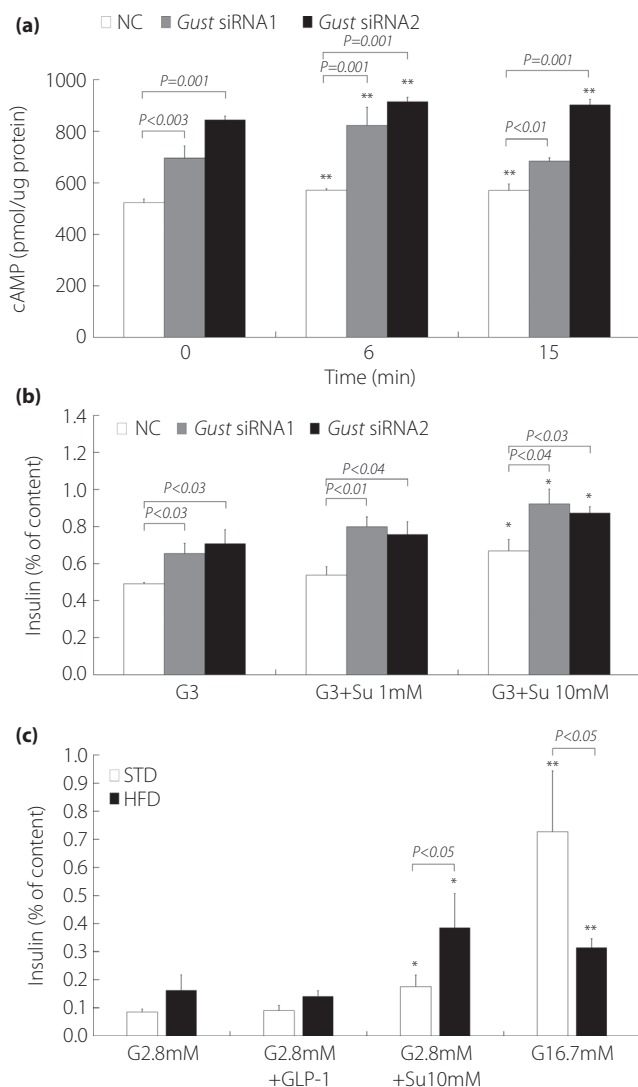 (a)
NC Gust siRNA1 Gust siRNA2
P=0.001
P=0.001 P=0.001 P=0.001
1000 ** ** **
800 P<0.003 P<0.01
600 ** **
400
200
0
cAMP (pmol/ug protein)
0 6 15
Time (min)
(b)
1.4
NC Gust siRNA1 Gust siRNA2
1.2 P<0.03
P<0.04 P<0.04
1.0 P<0.03 P<0.01 * *
0.8 P<0.03 *
0.6
0.4
0.2
0.0
Insulin (% of content)
G3 G3+Su 1mM G3+Su 10mM
(c)
P<0.05
1.0
STD **
0.9
HFD
0.8
0.7
0.6 P<0.05
0.5 *
0.4 **
0.3 *
0.2
0.1
0.0
Insulin (% of content)
G2.8mM G2.8mM G2.8mM G16.7mM
+GLP-1 +Su10mM